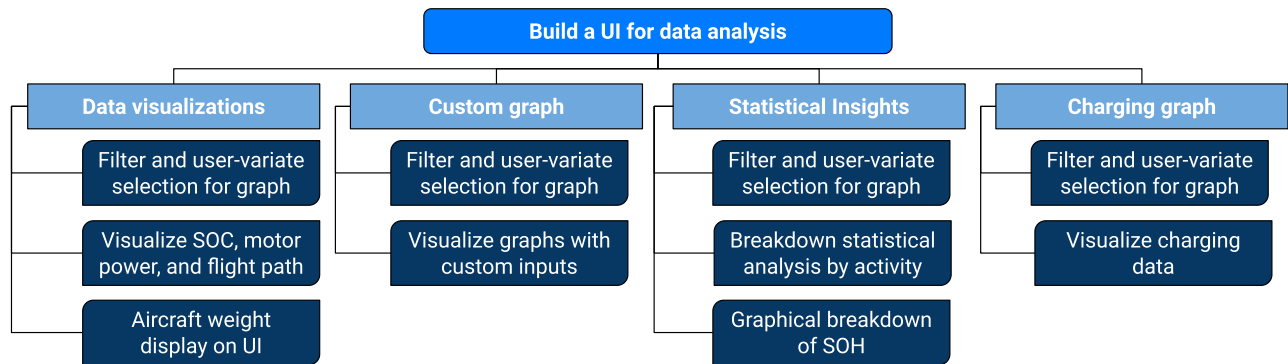 Build a UI for data analysis
Data visualizations
Filter and user-variate
selection for graph
Visualize SOC, motor
power, and flight path
Aircraft weight
display on UI
Custom graph
Filter and user-variate
selection for graph
Visualize graphs with
custom inputs
Statistical Insights
Filter and user-variate
selection for graph
Breakdown statistical
analysis by activity
Graphical breakdown
of SOH
Charging graph
Filter and user-variate
selection for graph
Visualize charging
data